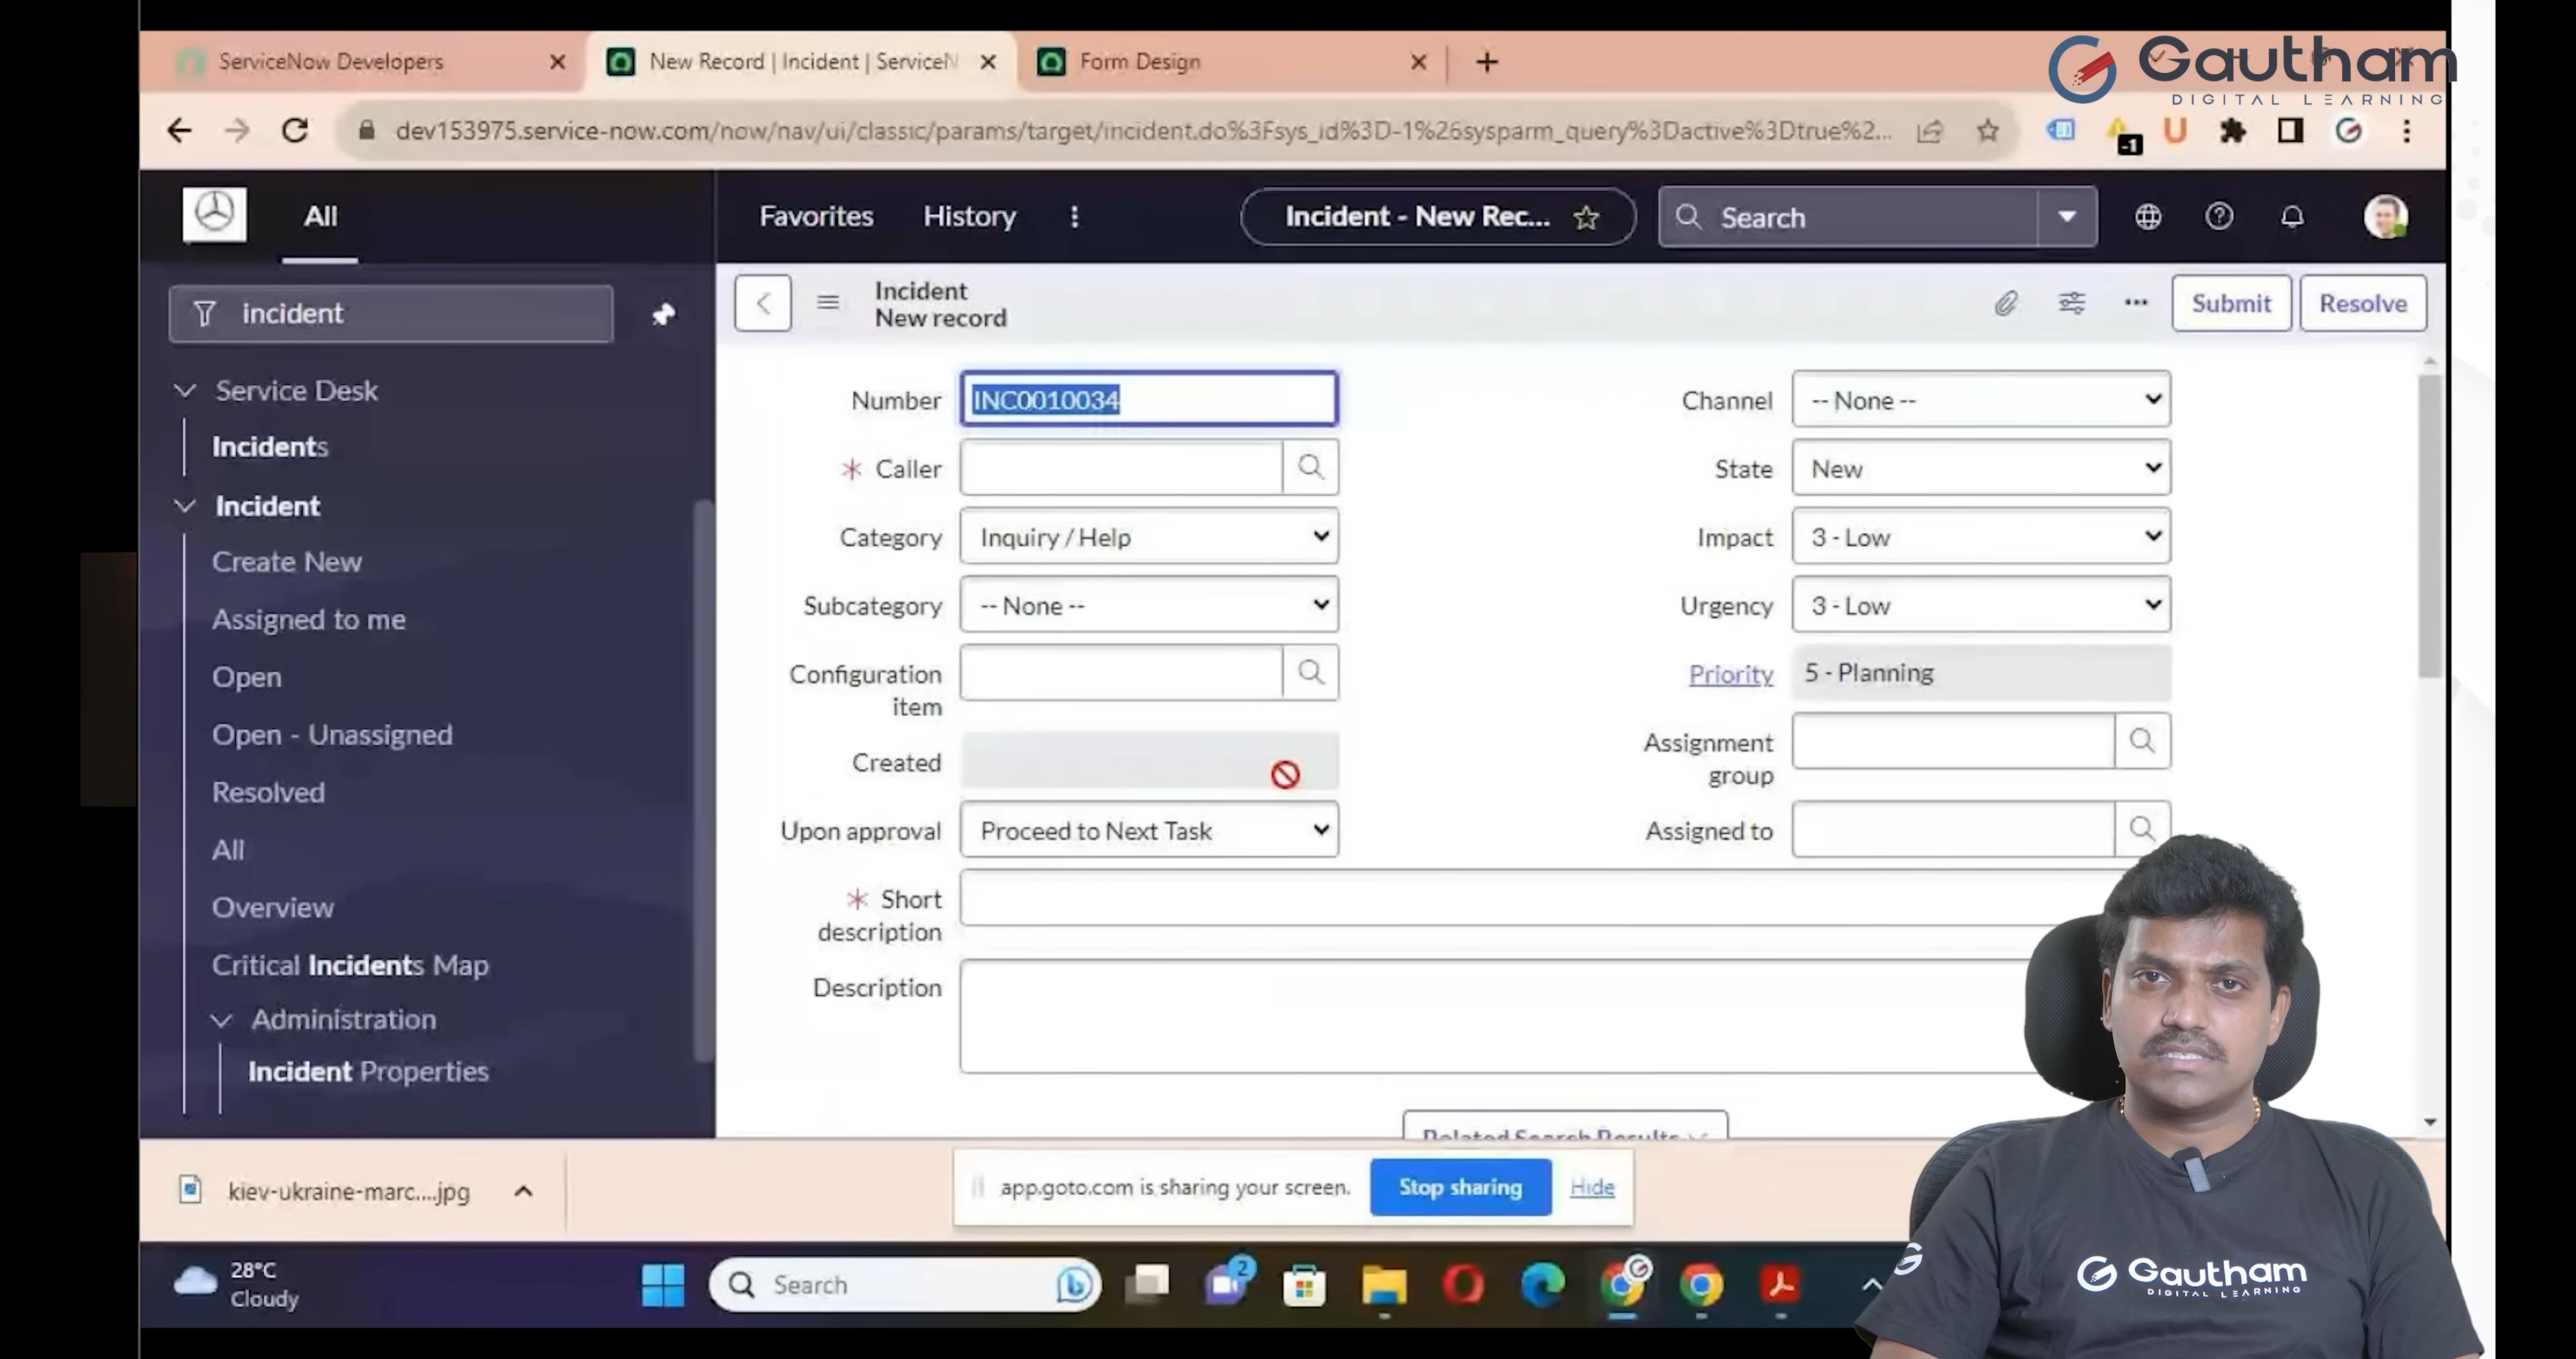 ServiceNow Developers
New Record | Incident | ServiceN
Form Design
Gautham
DIGITAL LEARNING
dev153975.service-now.com/now/nav/ui/classic/params/target/incident.do%3Fsys_id%3D-1%26sysparm_query%3Dactive%3Dtrue%2...
-1
All
Favorites
History
Incident - New Rec...
Search
incident
Incident
New record
Submit
Resolve
Service Desk
Incidents
Incident
Create New
Assigned to me
Open
Open - Unassigned
Resolved
All
Overview
Critical Incidents Map
Administration
Incident Properties
Number
INC0010034
Channel
-- None --
Caller
State
New
Category
Inquiry / Help
Impact
3 - Low
Subcategory
-- None --
Urgency
3 - Low
Configuration
item
Priority
5 - Planning
Created
Assignment
group
Upon approval
Proceed to Next Task
Assigned to
Short
description
Description
Related Search Results
kiev-ukraine-marc....jpg
app.goto.com is sharing your screen.
Stop sharing
Hide
28°C
Cloudy
Search
2
Gautham
DIGITAL LEARNING